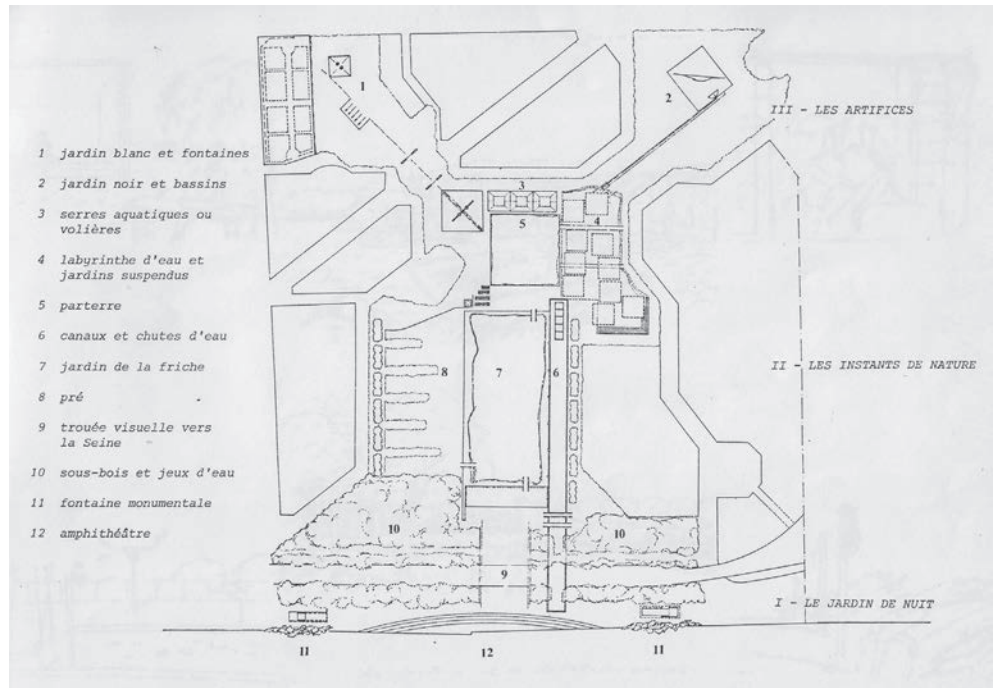 1 jardin blanc et fontaines
2 jardin noir et bassins
3 serres aquatiques ou
volières
4 labyrinthe d'eau et
jardins suspendus
5 parterre
6 canaux et chutes d'eau
7 jardin de la friche
8 pré
9 trouée visuelle vers
la Seine
10 sous-bois et jeux d'eau
11 fontaine monumentale
12 amphithéâtre
1
2
III - LES ARTIFICES
3
5
4
II - LES INSTANTS DE NATURE
8
7
6
10
10
9
I - LE JARDIN DE NUIT
11
12
11